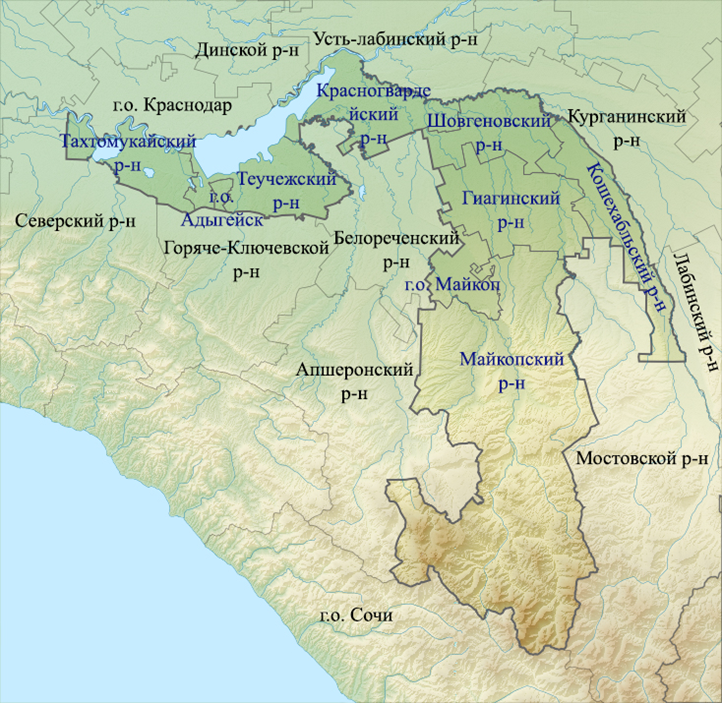 Усть-лабинский р-н
Динской р-н
Красногварде
йский
р-н
г.о. Краснодар
Шовгеновский
р-н
Курганинский
р-н
Тахтомукайский
р-н
Теучежский
р-н
г.о.
Адыгейск
Гиагинский
р-н
Кошехабльский р-н
Северский р-н
Горяче-Ключевской
р-н
Белореченский
р-н
г.о. Майкоп
Лабинский р-н
Апшеронский
р-н
Майкопский
р-н
Мостовской р-н
г.о. Сочи